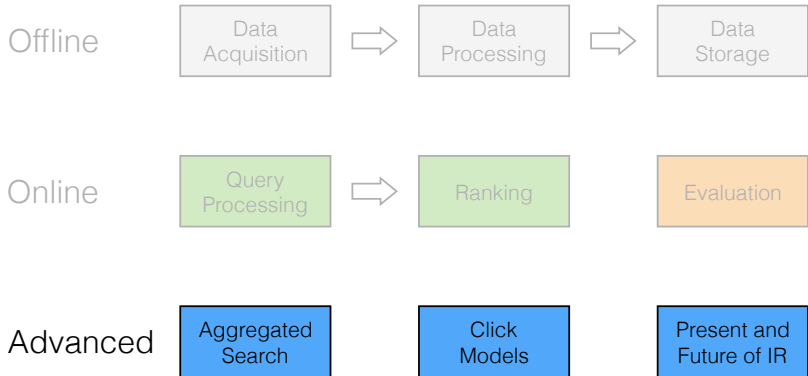 Offline
Data
Acquisition
Data
Processing
Data
Storage
Online
Query
Processing
Ranking
Evaluation
Advanced
Aggregated
Search
Click
Models
Present and
Future of IR